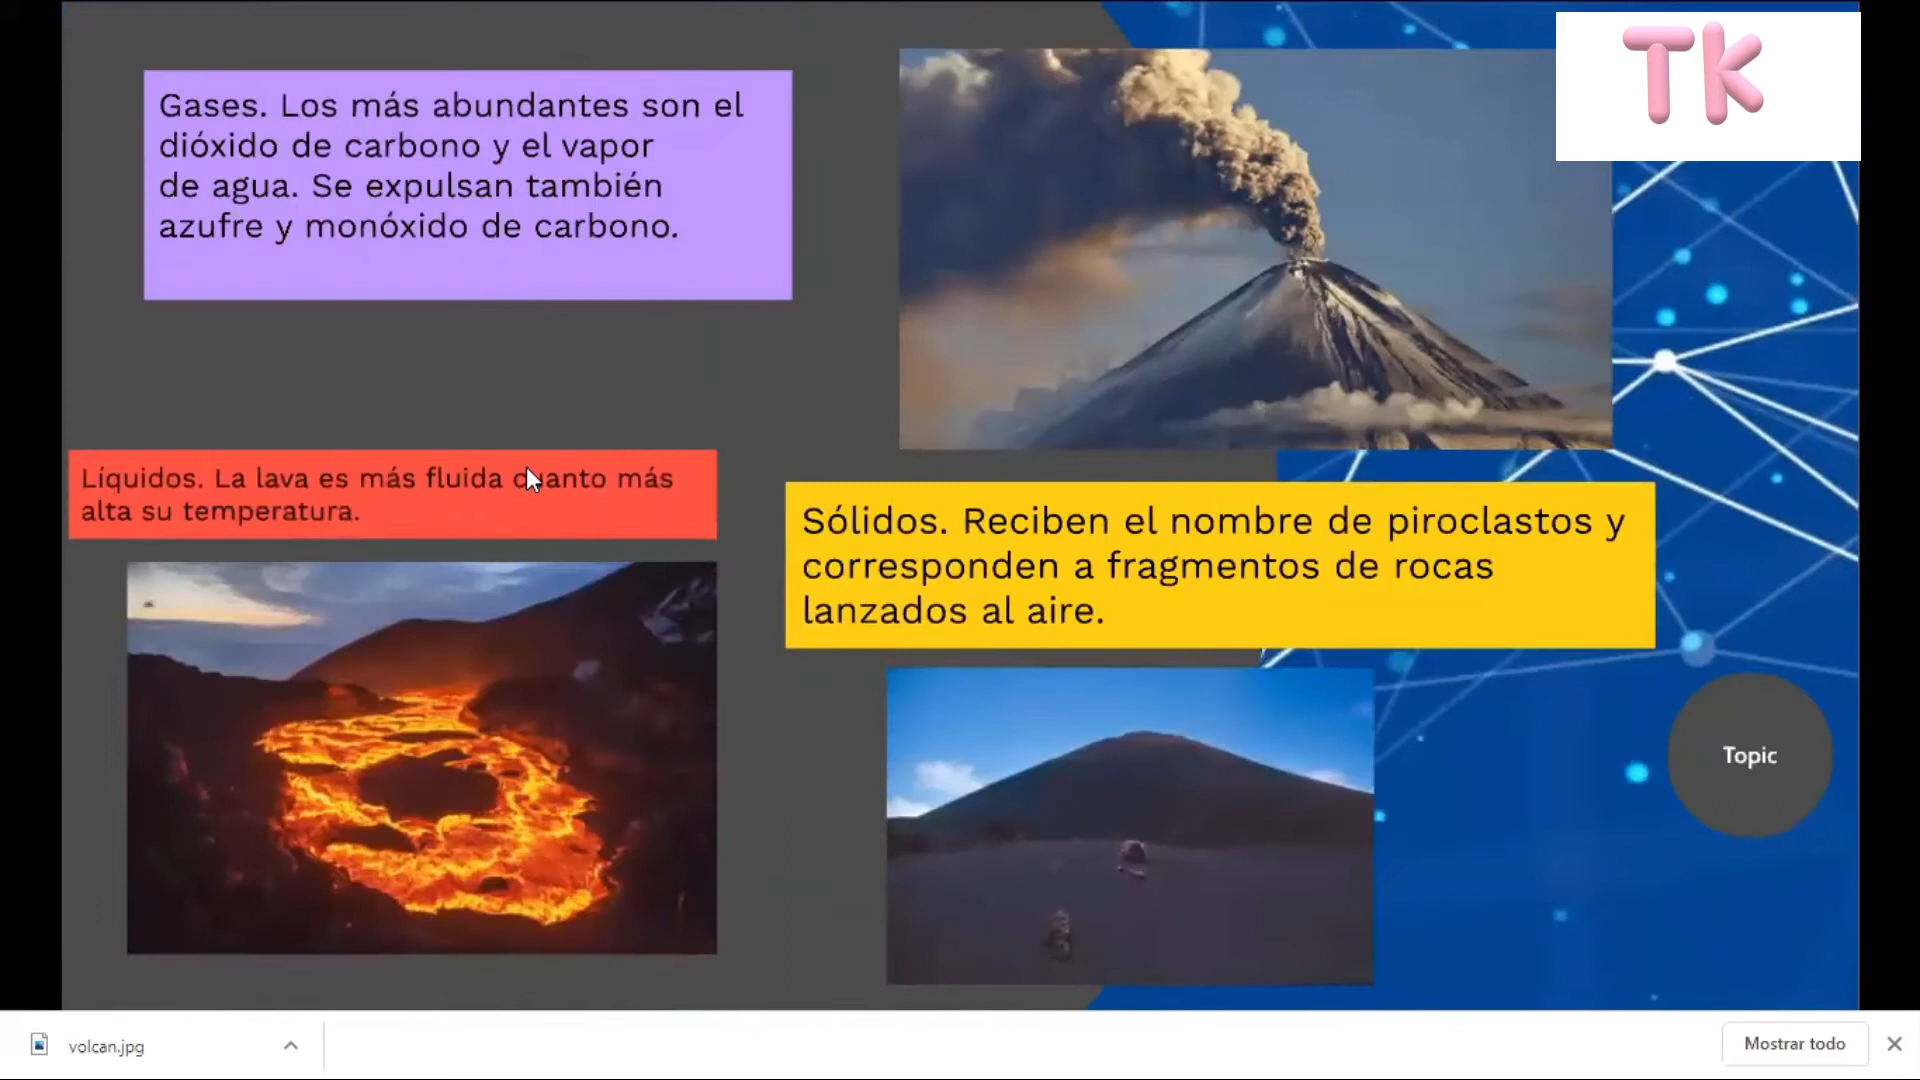 TK
Gases. Los más abundantes son el
dióxido de carbono y el vapor
de agua. Se expulsan también
azufre y monóxido de carbono.
Líquidos. La lava es más fluida cuanto más
alta su temperatura.
Sólidos. Reciben el nombre de piroclastos y
corresponden a fragmentos de rocas
lanzados al aire.
Topic
volcan.jpg
Mostrar todo